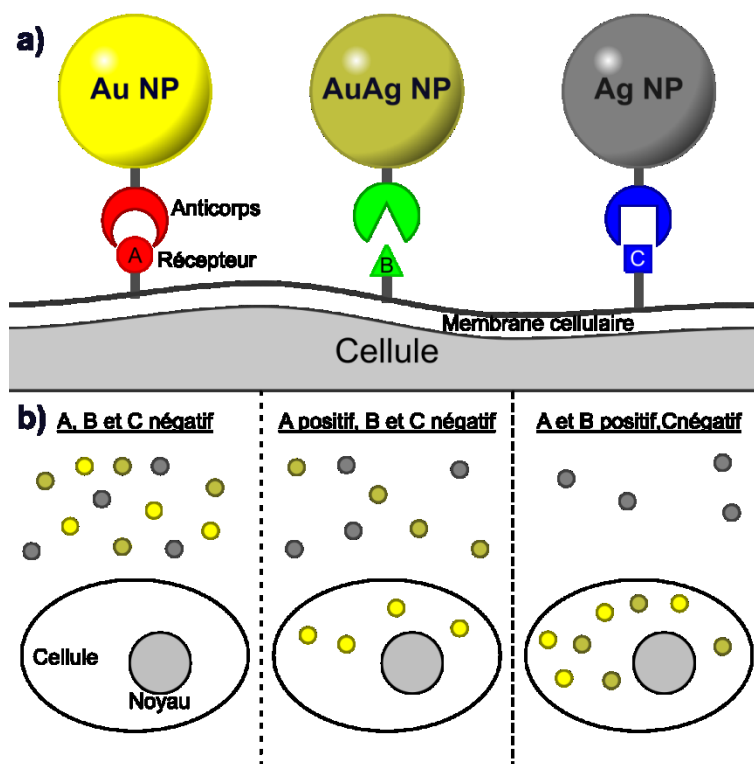 a)
Au NP
AuAg NP
Ag NP
Anticorps
A
Récepteur
B
C
Membrane cellulaire
Cellule
b)
A, B et C négatif
A positif, B et C négatif
A et B positif,Cnégatif
Cellule
Noyau